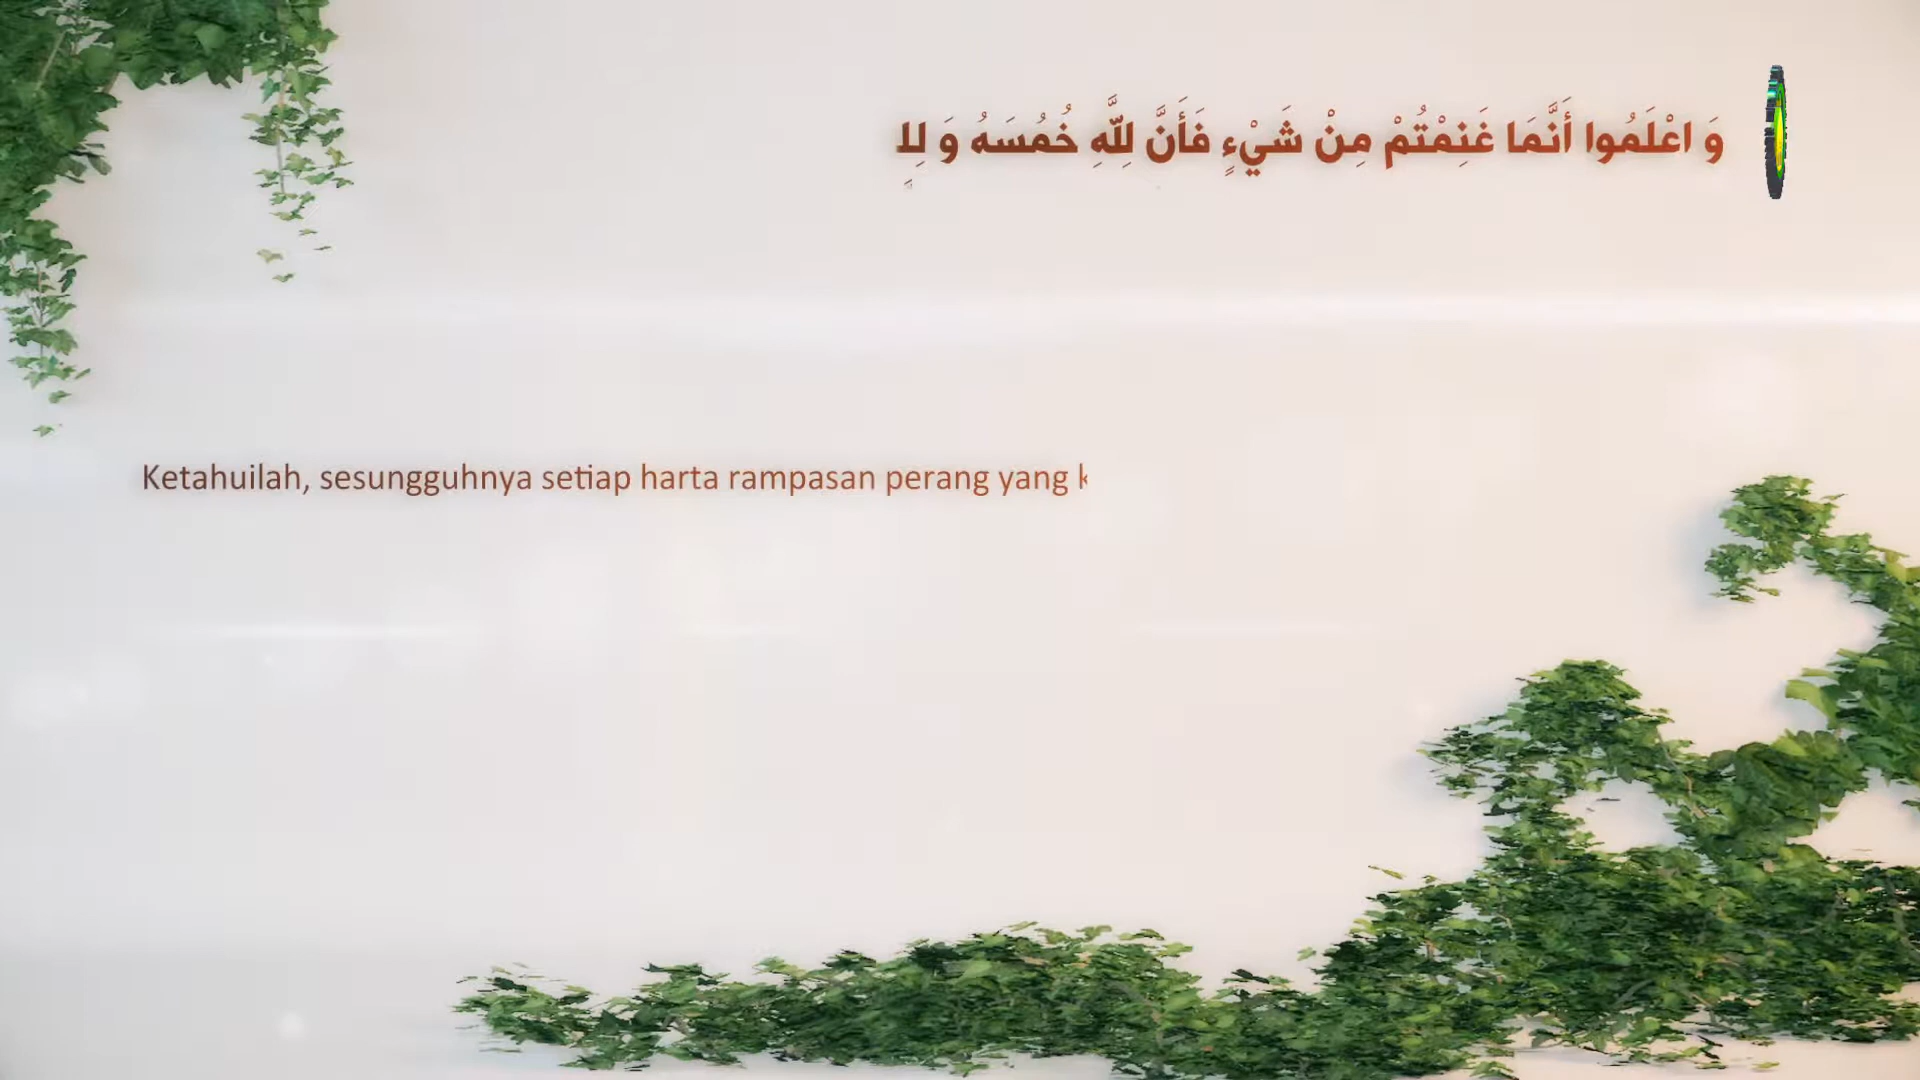 وَ اعْلَمُوا أَنَّمَا غَنِمْتُمْ مِنْ شَيْءٍ فَأَنَّ لِلَّهِ خُمُسَهُ وَ
Ketahuilah, sesungguhnya setiap harta rampasan perang yang